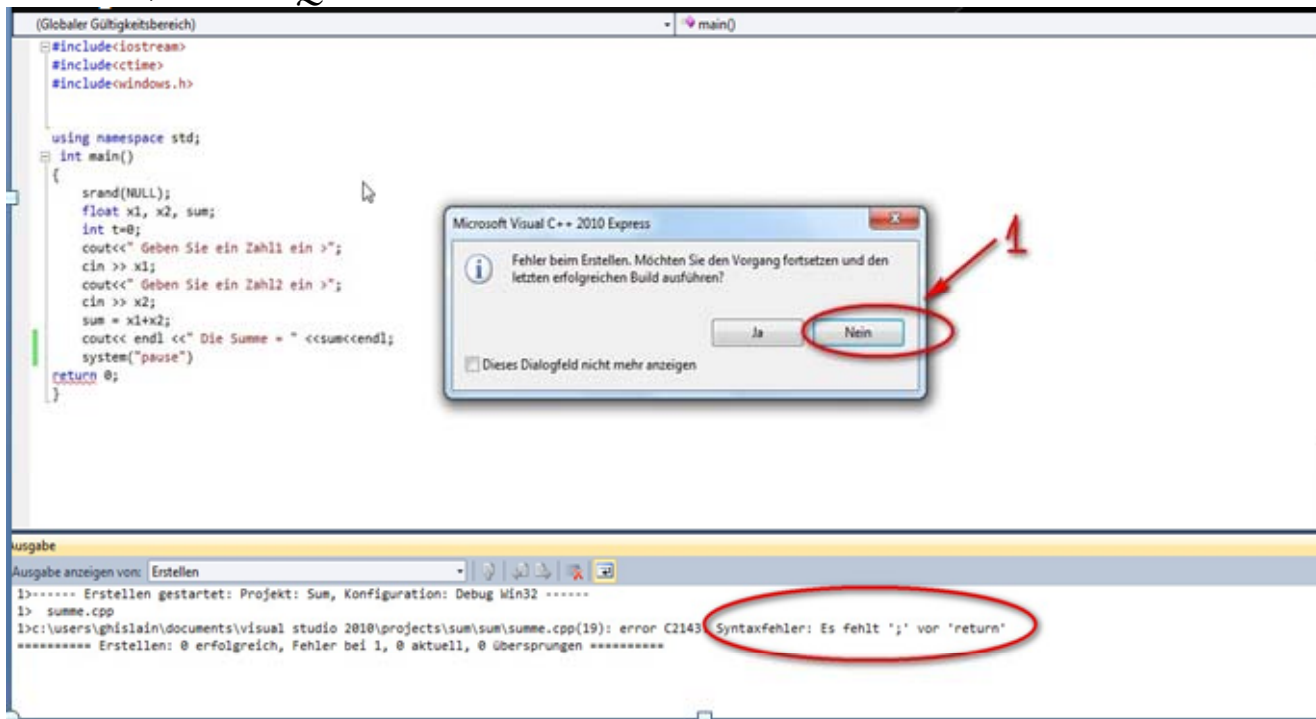 (Globaler Gültigkeitsbereich) main()
#include<iostream>
#include<ctime>
#include<windows.h>
using namespace std;
int main()
{
srand(NULL);
float x1, x2, sum;
int t=0;
cout<<" Geben Sie ein Zahl1 ein >";
cin >> x1;
cout<<" Geben Sie ein Zahl2 ein >";
cin >> x2;
sum = x1+x2;
cout<< endl <<" Die Summe = " <<sum<<endl;
system("pause")
return 0;
}
Microsoft Visual C++ 2010 Express
Fehler beim Erstellen. Möchten Sie den Vorgang fortsetzen und den
letzten erfolgreichen Build ausführen?
Ja Nein
Dieses Dialogfeld nicht mehr anzeigen
1
Ausgabe
Ausgabe anzeigen von: Erstellen
1>------ Erstellen gestartet: Projekt: Sum, Konfiguration: Debug Win32 ------
1> summe.cpp
1>c:\users\ghislain\documents\visual studio 2010\projects\sum\sum\summe.cpp(19): error C2143 Syntaxfehler: Es fehlt ';' vor 'return'
========== Erstellen: 0 erfolgreich, Fehler bei 1, 0 aktuell, 0 übersprungen ==========